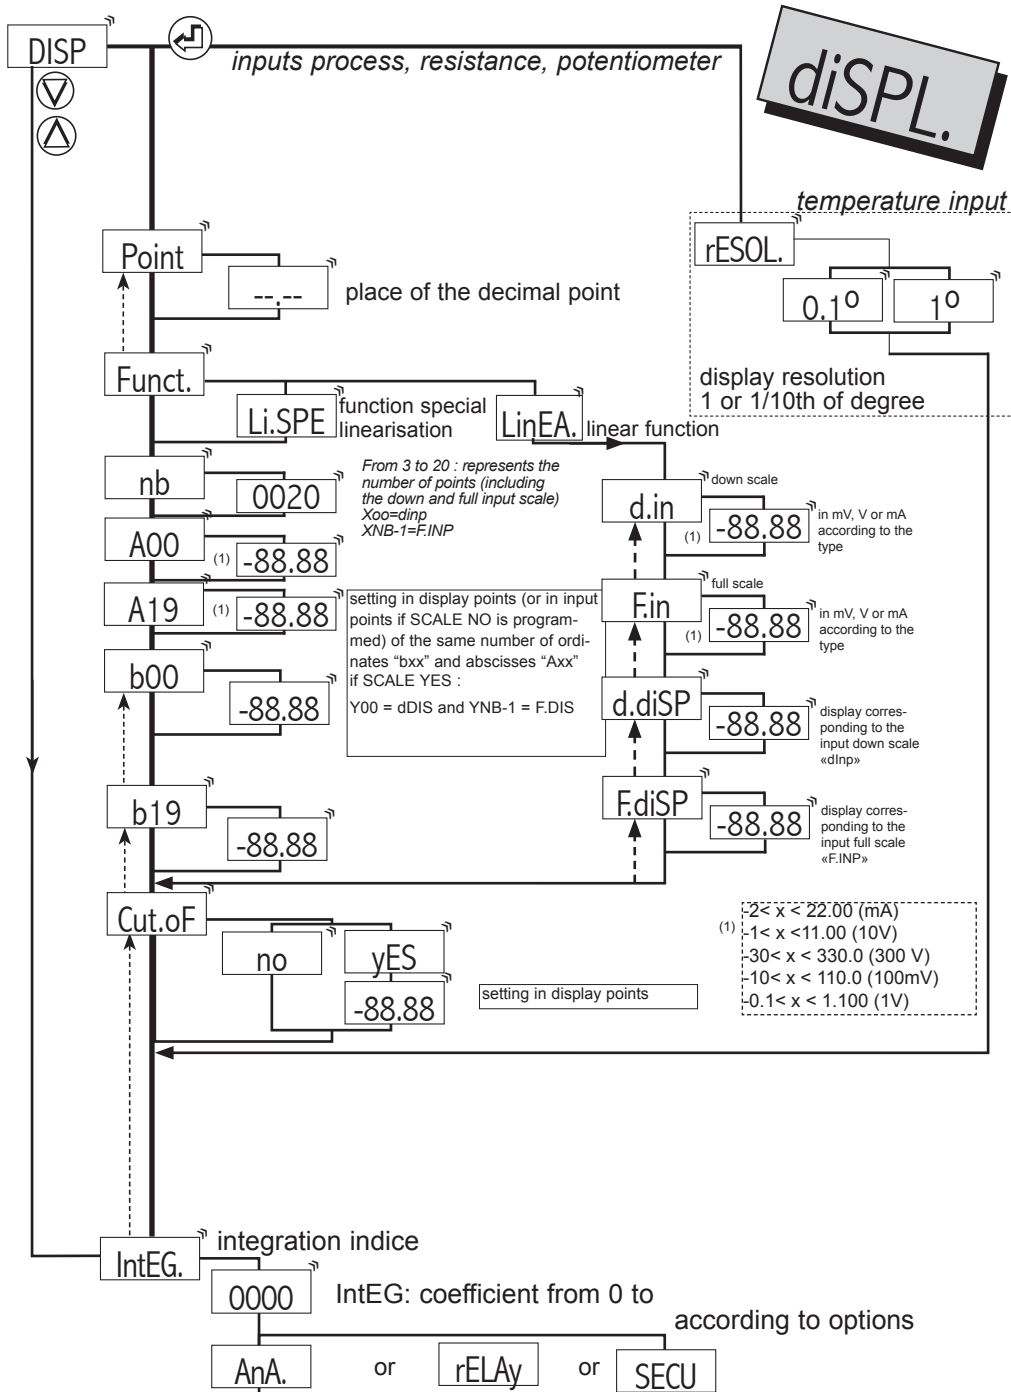 DISP
inputs process, resistance, potentiometer
diSPL.
temperature input
rESOL.
0.1º
1º
display resolution
1 or 1/10th of degree
Point
--.--
place of the decimal point
Funct.
Li.SPE
function special
linearisation
LinEA.
linear function
nb
0020
From 3 to 20 : represents the
number of points (including
the down and full input scale)
Xoo=dinp
XNB-1=F.INP
A00
(1)
-88.88
A19
(1)
-88.88
setting in display points (or in input
points if SCALE NO is program-
med) of the same number of ordi-
nates “bxx” and abscisses “Axx”
if SCALE YES :
Y00 = dDIS and YNB-1 = F.DIS
b00
-88.88
b19
-88.88
d.in
down scale
(1)
-88.88
in mV, V or mA
according to the
type
F.in
full scale
(1)
-88.88
in mV, V or mA
according to the
type
d.diSP
-88.88
display corres-
ponding to the
input down scale
«dInp»
F.diSP
-88.88
display corres-
ponding to the
input full scale
«F.INP»
Cut.oF
no
yES
-88.88
setting in display points
(1)
-2< x < 22.00 (mA)
-1< x <11.00 (10V)
-30< x < 330.0 (300 V)
-10< x < 110.0 (100mV)
-0.1< x < 1.100 (1V)
IntEG.
integration indice
0000
IntEG: coefficient from 0 to
according to options
AnA.
or
rELAy
or
SECU